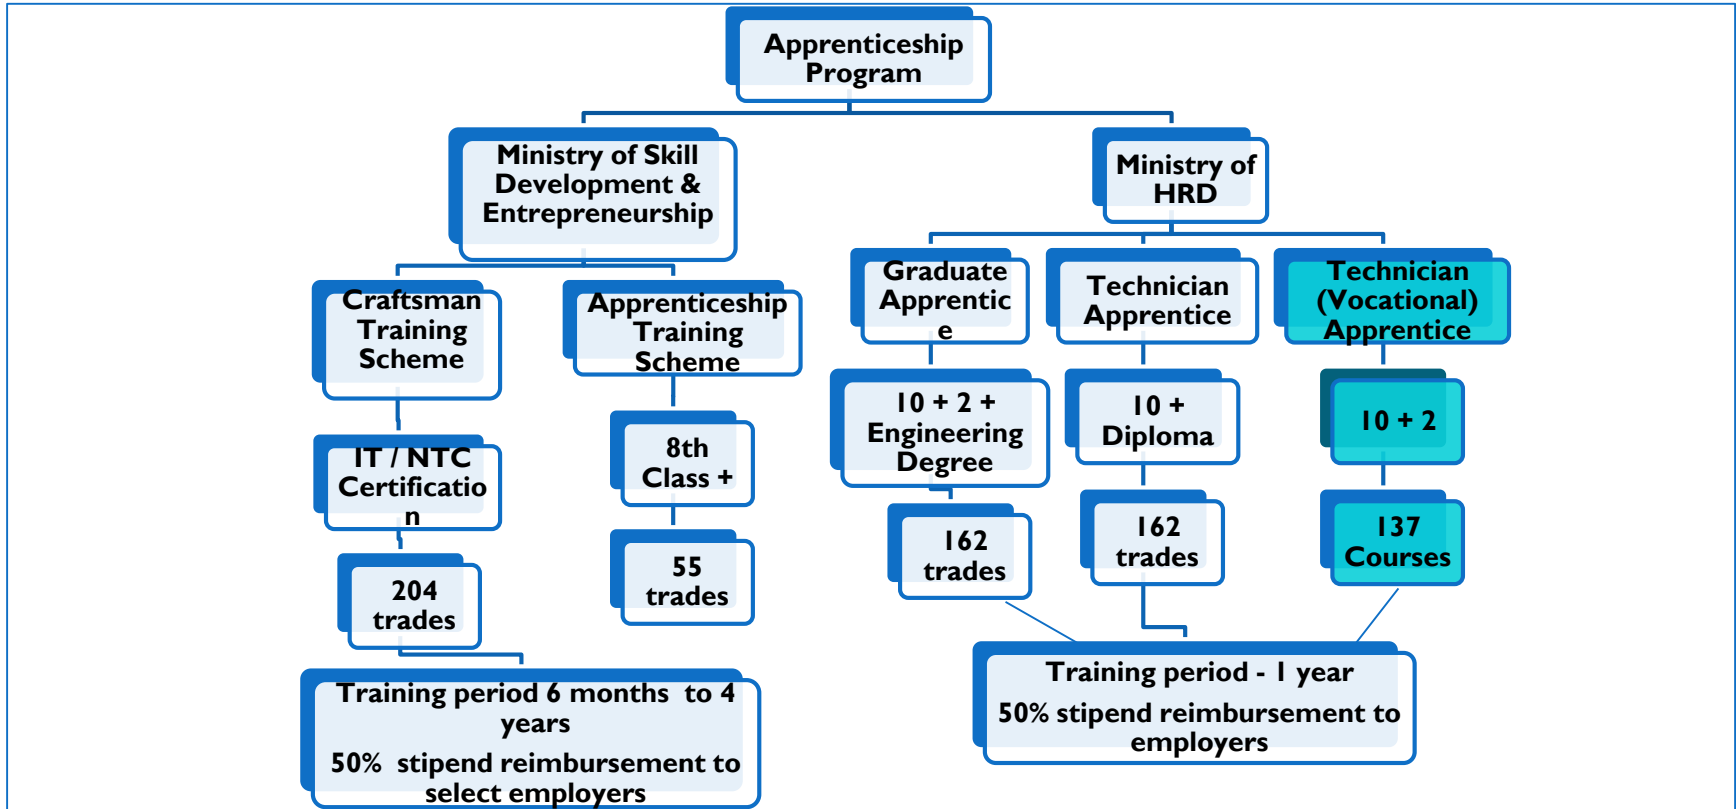 Apprenticeship
Program
Ministry of Skill
Development &
Entrepreneurship
Ministry of
HRD
Craftsman
Training
Scheme
Apprenticeship
Training
Scheme
Graduate
Apprentic
e
Technician
Apprentice
Technician
(Vocational)
Apprentice
IT / NTC
Certificatio
n
8th
Class +
10 + 2 +
Engineering
Degree
10 +
Diploma
10 + 2
204
trades
55
trades
162
trades
162
trades
137
Courses
Training period 6 months  to 4
years
50%  stipend reimbursement to
select employers
Training period - 1 year
50% stipend reimbursement to
employers